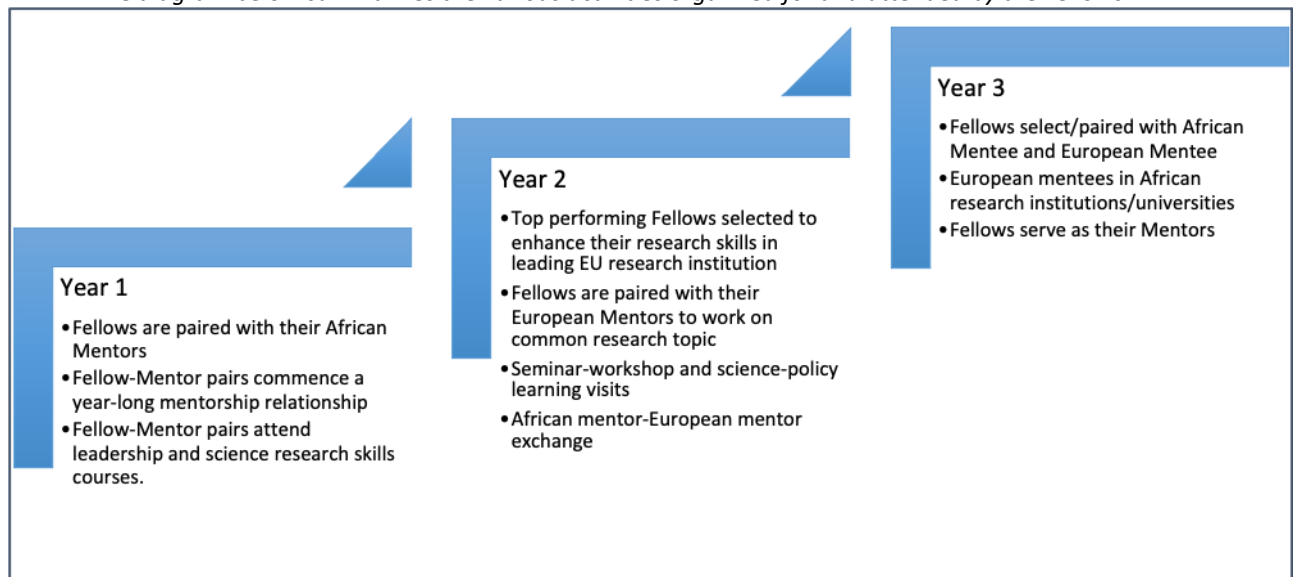 Year 1
•Fellows are paired with their African
Mentors
•Fellow-Mentor pairs commence a
year-long mentorship relationship
•Fellow-Mentor pairs attend
leadership and science research skills
courses.
Year 2
•Top performing Fellows selected to
enhance their research skills in
leading EU research institution
•Fellows are paired with their
European Mentors to work on
common research topic
•Seminar-workshop and science-policy
learning visits
•African mentor-European mentor
exchange
Year 3
•Fellows select/paired with African
Mentee and European Mentee
•European mentees in African
research institutions/universities
•Fellows serve as their Mentors